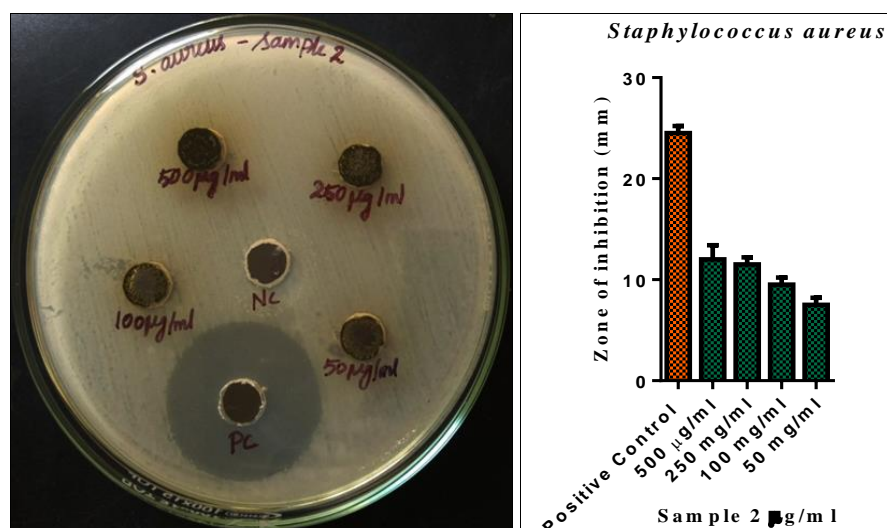 S. aureus - Sample 2
500µg/ml
250µg/ml
NC
100µg/ml
50µg/ml
PC
Staphylococcus aureus
Zone of inhibition (mm)
30
20
10
0
Positive Control
500 µg/ml
250 mg/ml
100 mg/ml
50 mg/ml
Sample 2 µg/ml